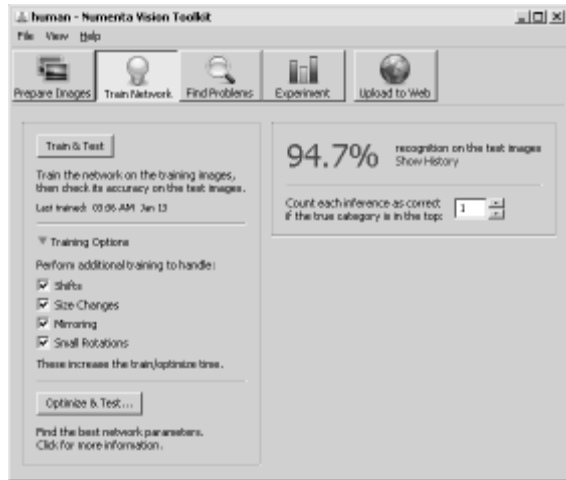 human - Numenta Vision Toolkit
File View Help
Prepare Images Train Network Find Problems Experiment Upload to Web
Train & Test
Train the network on the training images,
then check its accuracy on the test images.
Last trained: 03:06 AM Jan 13
Training Options
Perform additional training to handle:
Shifts
Size Changes
Mirroring
Small Rotations
These increase the train/optimize time.
Optimize & Test...
Find the best network parameters.
Click for more information.
94.7% recognition on the test images
Show History
Count each inference as correct
if the true category is in the top: 1